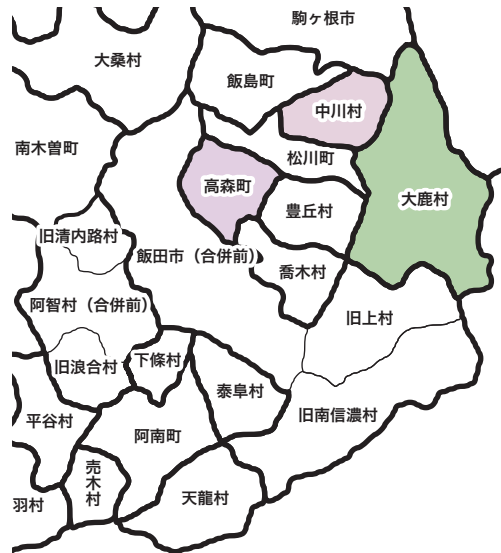 駒ヶ根市
大桑村
飯島町
中川村
南木曽町
松川町
高森町
大鹿村
豊丘村
旧清内路村
飯田市（合併前）
喬木村
阿智村（合併前）
旧上村
下條村
旧浪合村
泰阜村
平谷村
旧南信濃村
阿南町
売木村
天龍村
羽村